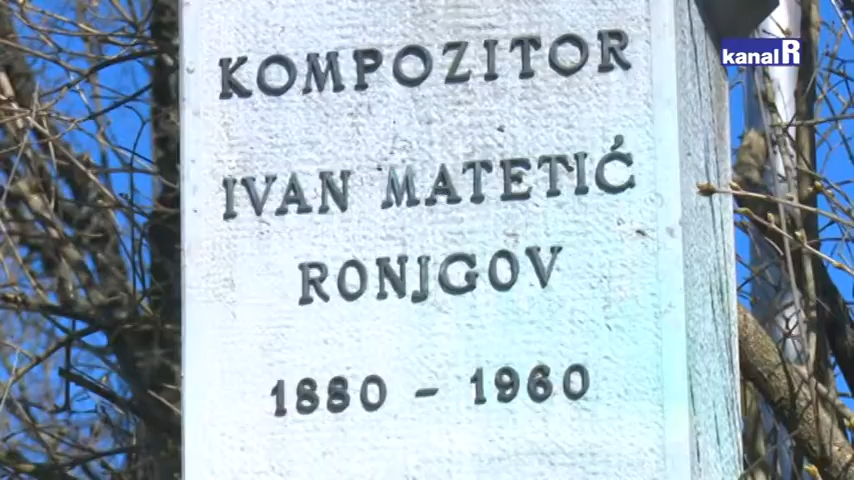 kanalR
KOMPOZITOR
IVAN MATETIĆ
RONJGOV
1880 - 1960